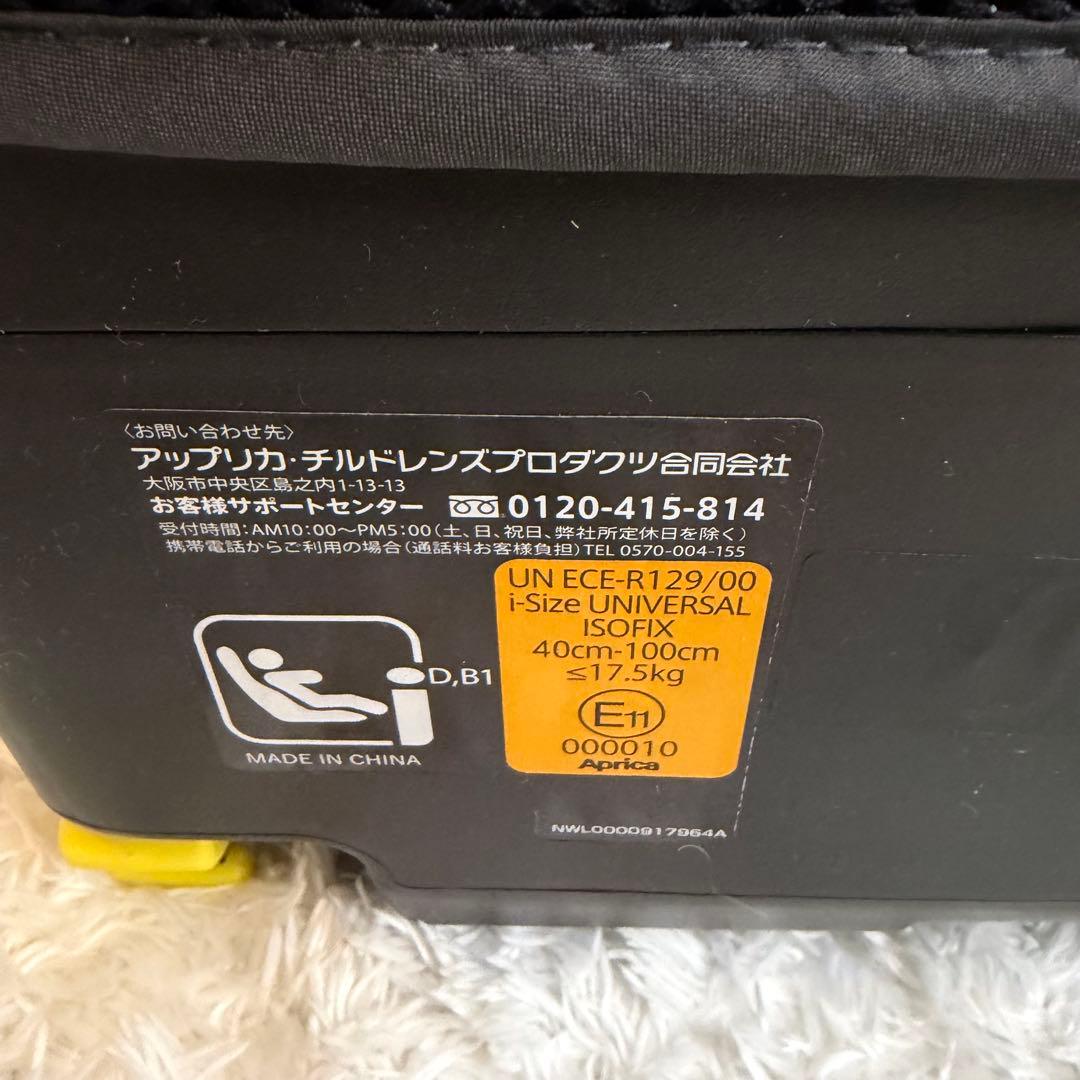 〈お問い合わせ先〉
アップリカ・チルドレンズプロダクツ合同会社
大阪市中央区島之内1-13-13
お客様サポートセンター 0120-415-814
受付時間:AM10:00〜PM5:00(土、日、祝日、弊社所定休日を除く)
携帯電話からご利用の場合(通話料お客様負担)TEL 0570-004-155
UN ECE-R129/00
i-Size UNIVERSAL
ISOFIX
40cm-100cm
≦17.5kg
E11
000010
Aprica
D,B1
MADE IN CHINA
NWL0000917964A